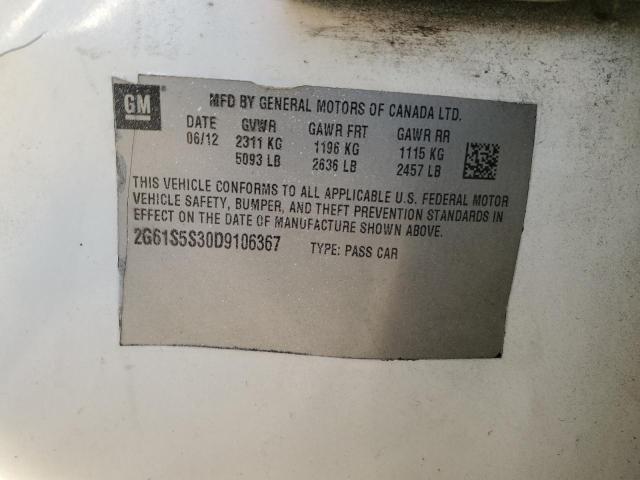 GM
MFD BY GENERAL MOTORS OF CANADA LTD.
DATE GVWR GAWR FRT GAWR RR
06/12 2311 KG 1196 KG 1115 KG
5093 LB 2636 LB 2457 LB
THIS VEHICLE CONFORMS TO ALL APPLICABLE U.S. FEDERAL MOTOR
VEHICLE SAFETY, BUMPER, AND THEFT PREVENTION STANDARDS IN
EFFECT ON THE DATE OF MANUFACTURE SHOWN ABOVE.
2G61S5S30D9106367 TYPE: PASS CAR